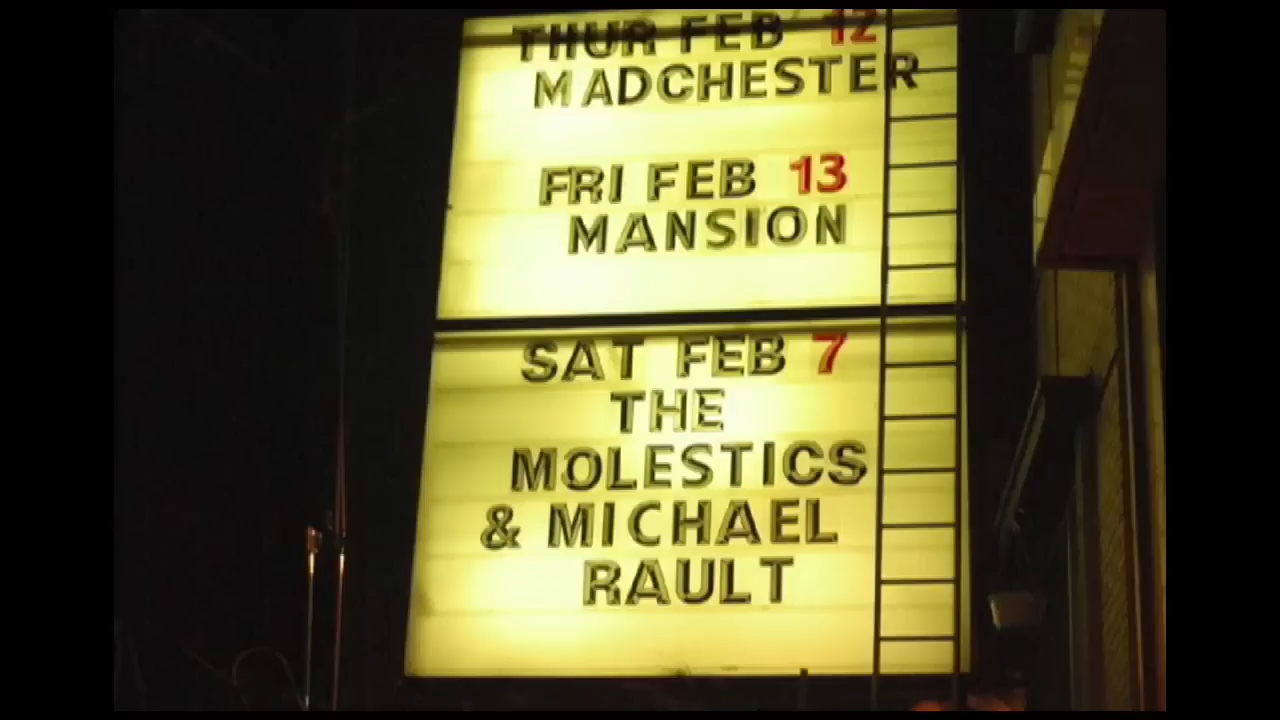 THUR FEB 12
MADCHESTER
FRI FEB 13
MANSION
SAT FEB 7
THE
MOLESTICS
& MICHAEL
RAULT